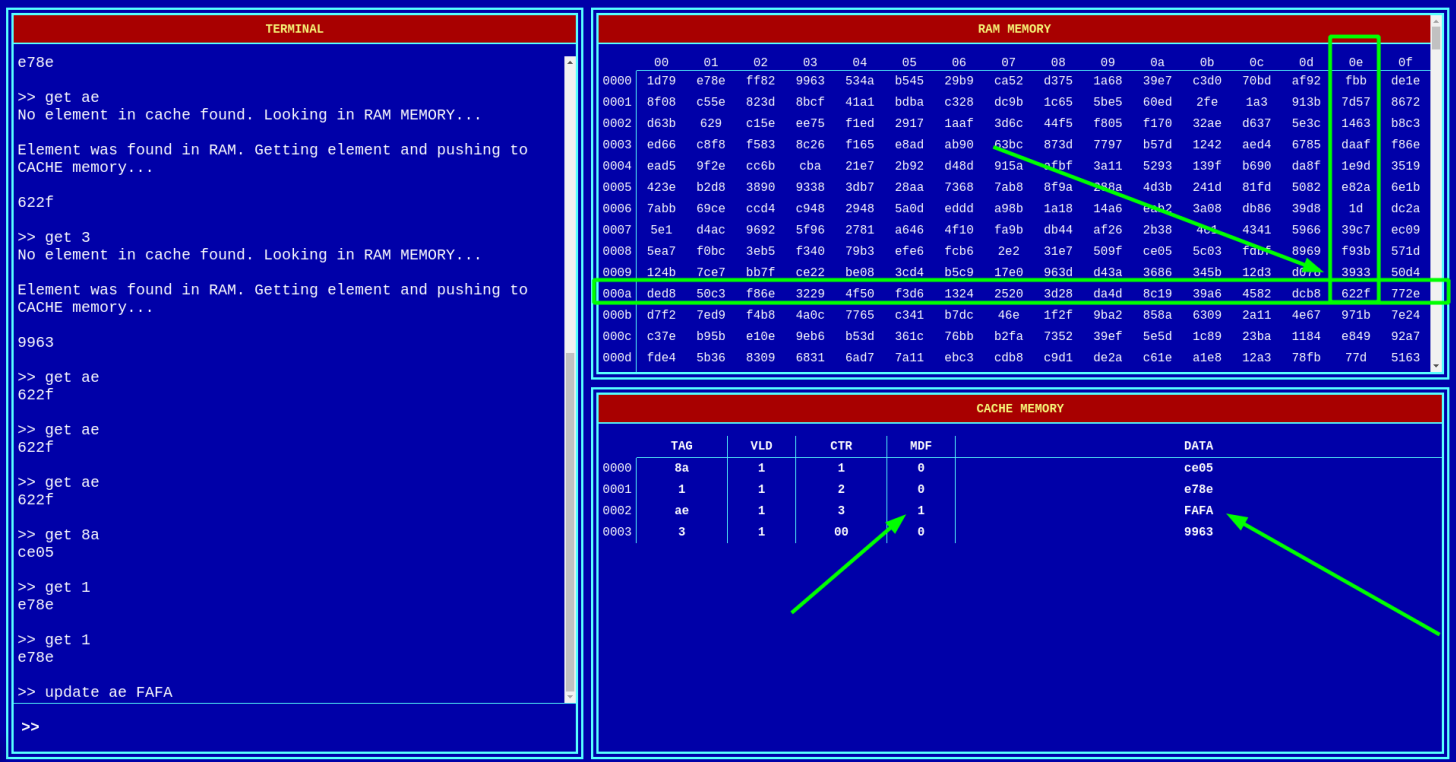 TERMINAL
e78e
>> get ae
No element in cache found. Looking in RAM MEMORY...
Element was found in RAM. Getting element and pushing to
CACHE memory...
622f
>> get 3
No element in cache found. Looking in RAM MEMORY...
Element was found in RAM. Getting element and pushing to
CACHE memory...
9963
>> get ae
622f
>> get ae
622f
>> get ae
622f
>> get 8a
ce05
>> get 1
e78e
>> get 1
e78e
>> update ae FAFA
>>
RAM MEMORY
00 01 02 03 04 05 06 07 08 09 0a 0b 0c 0d 0e 0f
0000 1d79 e78e ff82 9963 534a b545 29b9 ca52 d375 1a68 39e7 c3d0 70bd af92 fbb de1e
0001 8f08 c55e 823d 8bcf 41a1 bdba c328 dc9b 1c65 5be5 60ed 2fe 1a3 913b 7d57 8672
0002 d63b 629 c15e ee75 f1ed 2917 1aaf 3d6c 44f5 f805 f170 32ae d637 5e3c 1463 b8c3
0003 ed66 c8f8 f583 8c26 f165 e8ad ab90 63bc 873d 7797 b57d 1242 aed4 6785 daaf f86e
0004 ead5 9f2e cc6b cba 21e7 2b92 d48d 915a efbf 3a11 5293 139f b690 da8f 1e9d 3519
0005 423e b2d8 3890 9338 3db7 28aa 7368 7ab8 8f9a 288a 4d3b 241d 81fd 5082 e82a 6e1b
0006 7abb 69ce ccd4 c948 2948 5a0d eddd a98b 1a18 14a6 eab2 3a08 db86 39d8 1d dc2a
0007 5e1 d4ac 9692 5f96 2781 a646 4f10 fa9b db44 af26 2b38 4341 5966 39c7 ec09
0008 5ea7 f0bc 3eb5 f340 79b3 efe6 fcb6 2e2 31e7 509f ce05 5c03 fdbf 8969 f93b 571d
0009 124b 7ce7 bb7f ce22 be08 3cd4 b5c9 17e0 963d d43a 3686 345b 12d3 3933 50d4
000a ded8 50c3 f86e 3229 4f50 f3d6 1324 2520 3d28 da4d 8c19 39a6 4582 dcb8 622f 772e
000b d7f2 7ed9 f4b8 4a0c 7765 c341 b7dc 46e 1f2f 9ba2 858a 6309 2a11 4e67 971b 7e24
000c c37e b95b e10e 9eb6 b53d 361c 76bb b2fa 7352 39ef 5e5d 1c89 23ba 1184 e849 92a7
000d fde4 5b36 8309 6831 6ad7 7a11 ebc3 cdb8 c9d1 de2a c61e a1e8 12a3 78fb 77d 5163
CACHE MEMORY
TAG VLD CTR MDF DATA
0000 8a 1 1 0 ce05
0001 1 1 2 0 e78e
0002 ae 1 3 1 FAFA
0003 3 1 00 0 9963